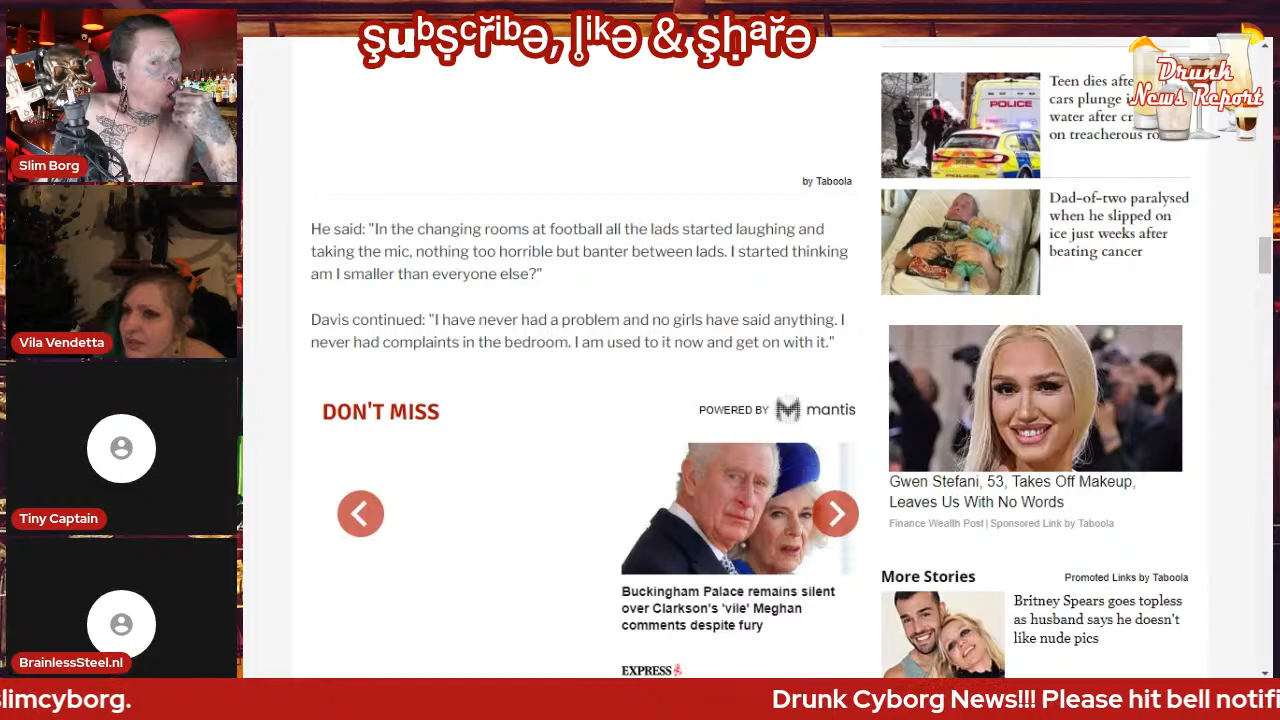 şuᵇşᶜřⁱᵇə, l̥ⁱᵏə & şḥᵃřə
Drunk
News Report
Slim Borg
Vila Vendetta
Tiny Captain
BrainlessSteel.nl
by Taboola
He said: "In the changing rooms at football all the lads started laughing and
taking the mic, nothing too horrible but banter between lads. I started thinking
am I smaller than everyone else?"
Davis continued: "I have never had a problem and no girls have said anything. I
never had complaints in the bedroom. I am used to it now and get on with it."
DON'T MISS
POWERED BY mantis
Buckingham Palace remains silent
over Clarkson's 'vile' Meghan
comments despite fury
EXPRESS
POLICE
Teen dies afte
cars plunge i
water after cr
on treacherous ro
Dad-of-two paralysed
when he slipped on
ice just weeks after
beating cancer
Gwen Stefani, 53, Takes Off Makeup,
Leaves Us With No Words
Finance Wealth Post | Sponsored Link by Taboola
More Stories
Promoted Links by Taboola
Britney Spears goes topless
as husband says he doesn't
like nude pics
slimcyborg.
Drunk Cyborg News!!! Please hit bell notifi